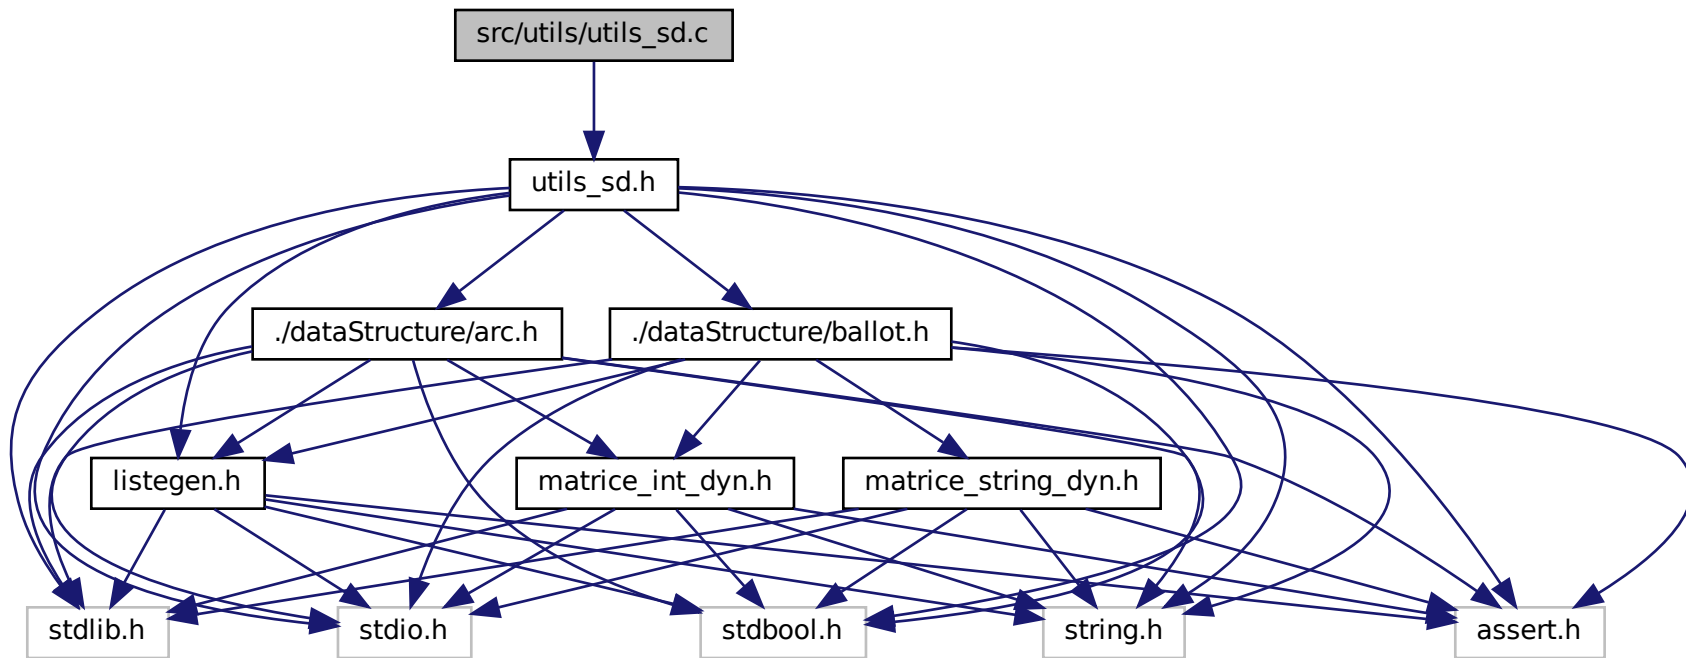 src/utils/utils_sd.c
utils_sd.h
./dataStructure/arc.h
./dataStructure/ballot.h
listegen.h
matrice_int_dyn.h
matrice_string_dyn.h
stdlib.h
stdio.h
stdbool.h
string.h
assert.h